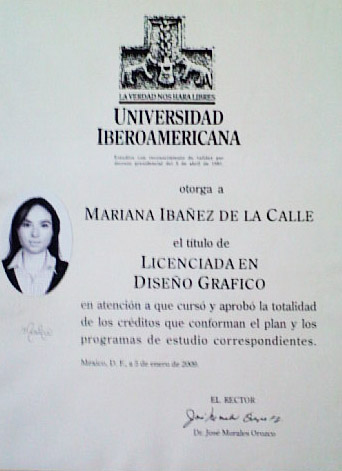 LA VERDAD NOS HARA LIBRES
UNIVERSIDAD
IBEROAMERICANA
Estudios con reconocimiento de validez por
decreto presidencial del 3 de abril de 1981.
otorga a
MARIANA IBAÑEZ DE LA CALLE
el título de
LICENCIADA EN
DISEÑO GRAFICO
en atención a que cursó y aprobó la totalidad
de los créditos que conforman el plan y los
programas de estudio correspondientes.
México, D. F., a 5 de enero de 2009.
EL RECTOR
Dr. José Morales Orozco